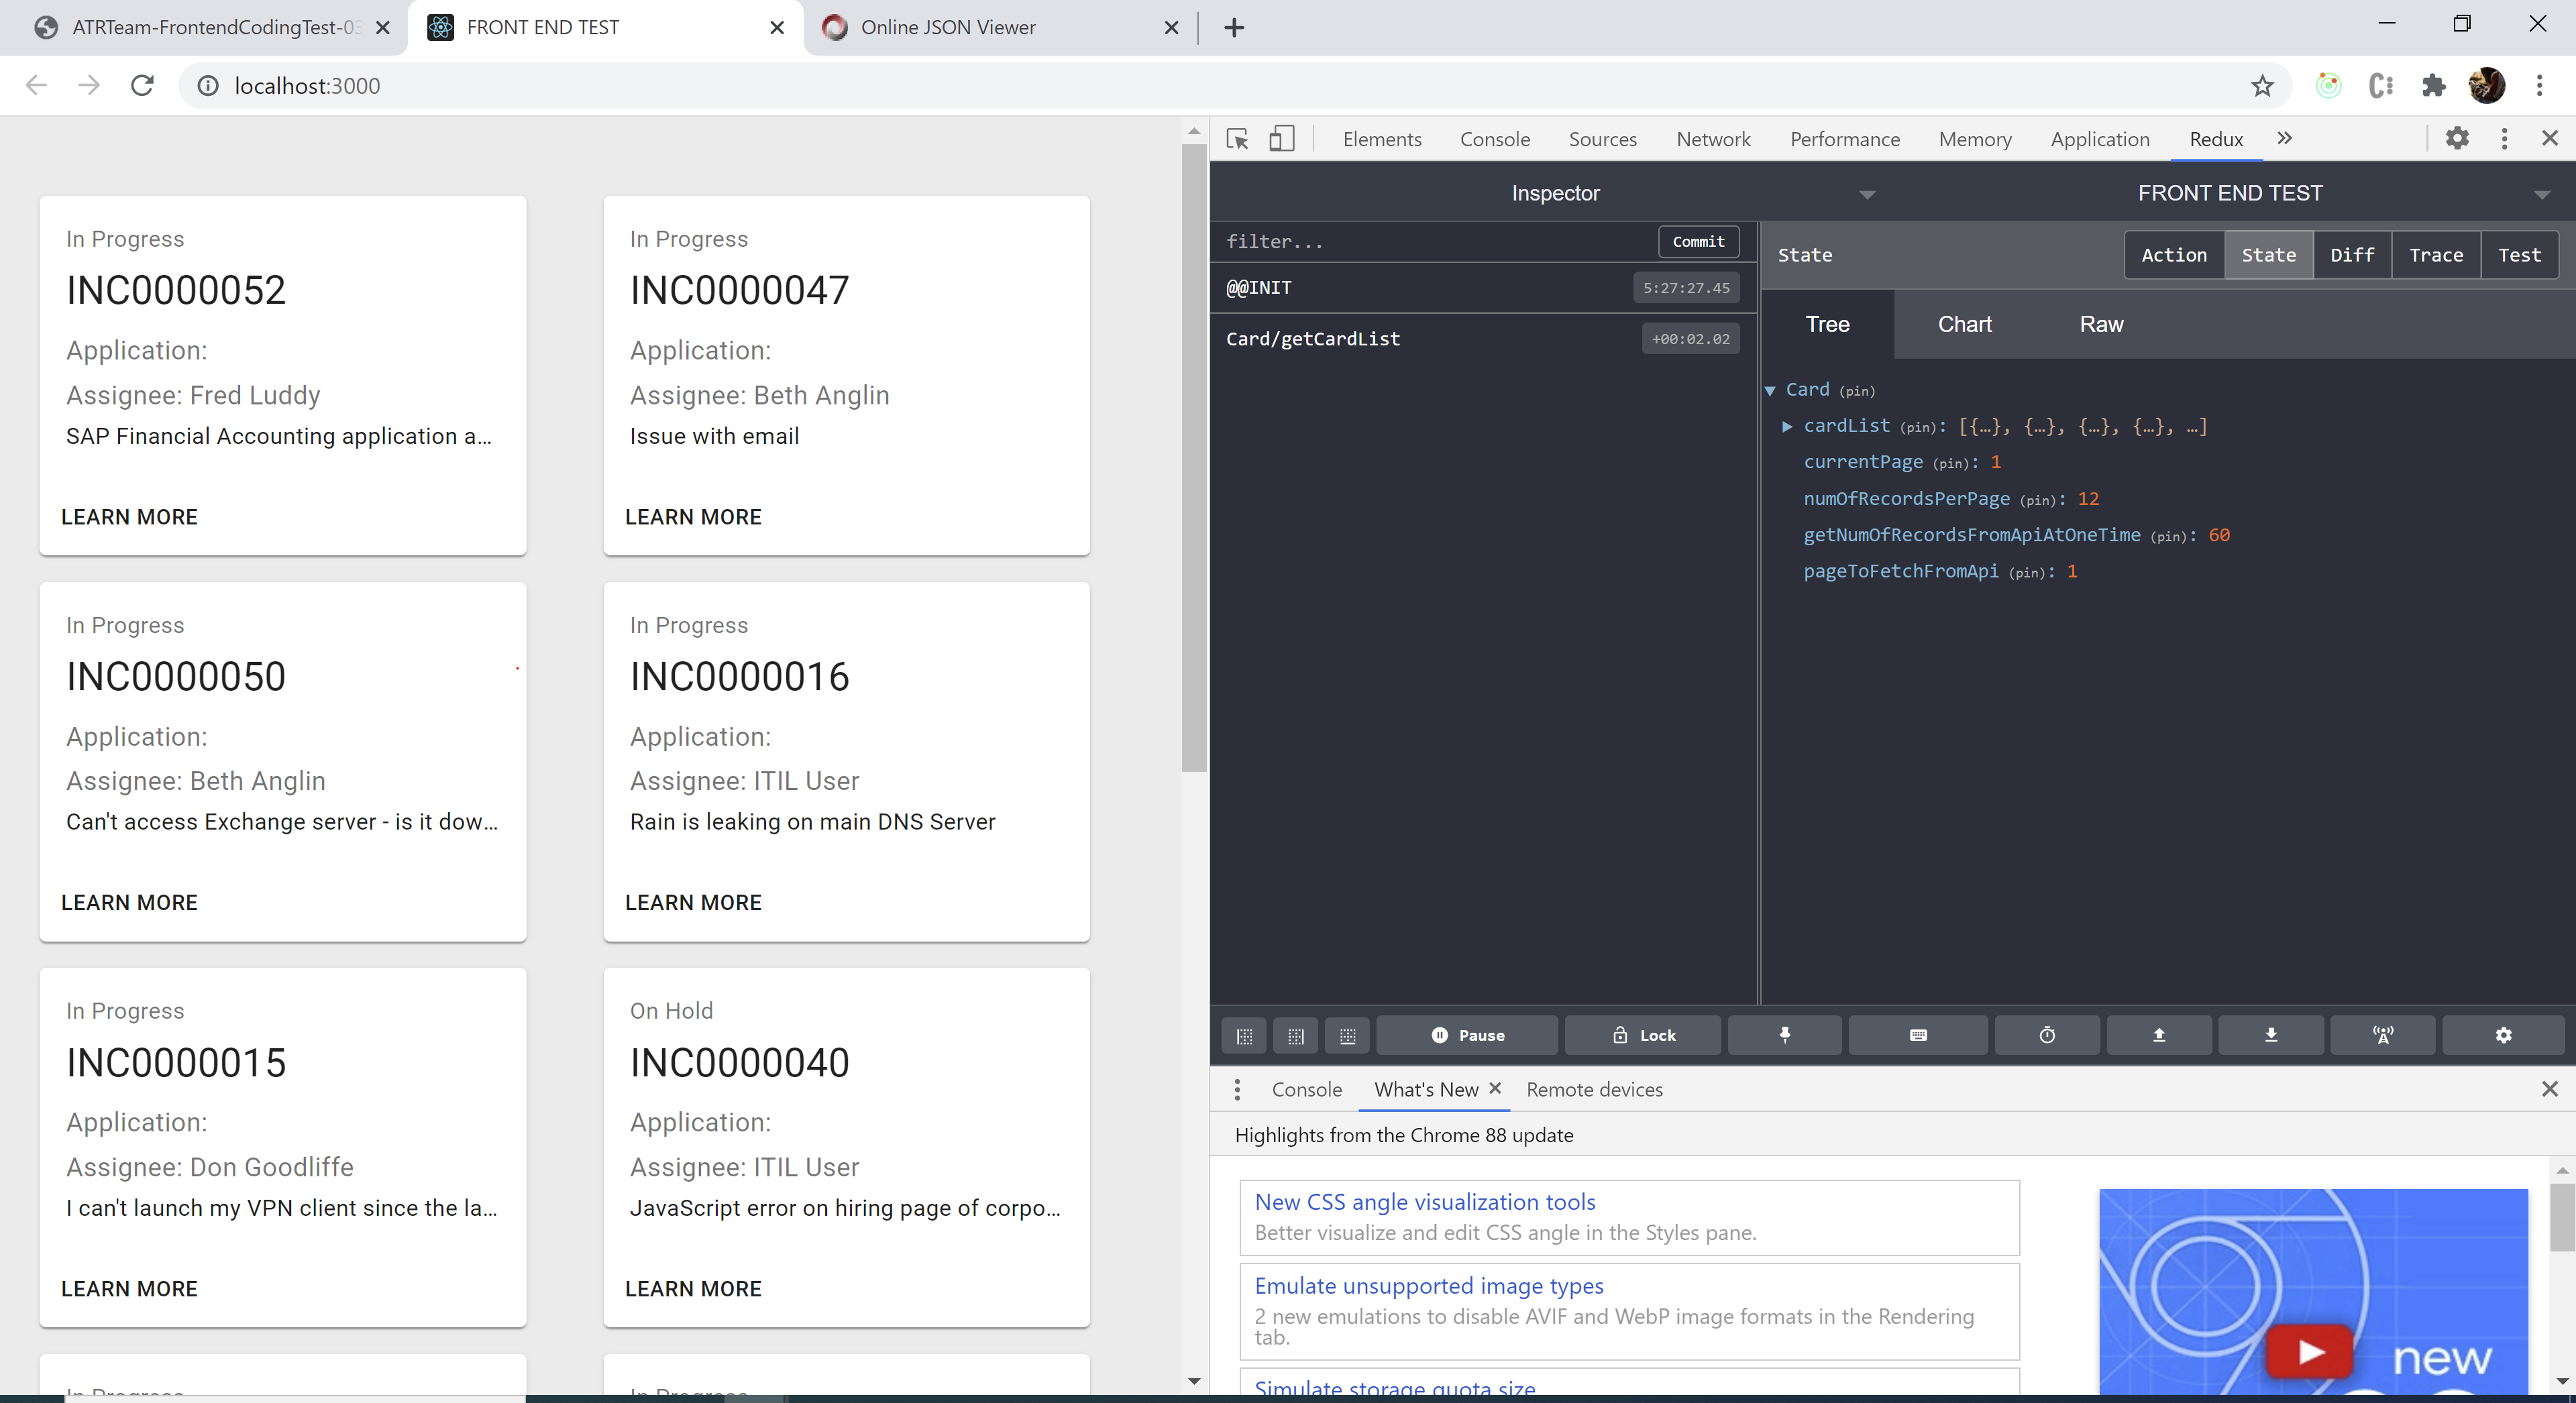 ATRTeam-FrontendCodingTest-03
FRONT END TEST
Online JSON Viewer
localhost:3000
In Progress
INC0000052
Application:
Assignee: Fred Luddy
SAP Financial Accounting application a...
LEARN MORE
In Progress
INC0000047
Application:
Assignee: Beth Anglin
Issue with email
LEARN MORE
In Progress
INC0000050
Application:
Assignee: Beth Anglin
Can't access Exchange server - is it dow...
LEARN MORE
In Progress
INC0000016
Application:
Assignee: ITIL User
Rain is leaking on main DNS Server
LEARN MORE
In Progress
INC0000015
Application:
Assignee: Don Goodliffe
I can't launch my VPN client since the la...
LEARN MORE
On Hold
INC0000040
Application:
Assignee: ITIL User
JavaScript error on hiring page of corpo...
LEARN MORE
In Progress
In Progress
Elements Console Sources Network Performance Memory Application Redux
Inspector
FRONT END TEST
filter...
Commit
@@INIT
5:27:27.45
Card/getCardList
+00:02.02
State
Action State Diff Trace Test
Tree Chart Raw
Card (pin)
cardList (pin): [{…}, {…}, {…}, {…}, …]
currentPage (pin): 1
numOfRecordsPerPage (pin): 12
getNumOfRecordsFromApiAtOneTime (pin): 60
pageToFetchFromApi (pin): 1
Pause
Lock
Console What's New Remote devices
Highlights from the Chrome 88 update
New CSS angle visualization tools
Better visualize and edit CSS angle in the Styles pane.
Emulate unsupported image types
2 new emulations to disable AVIF and WebP image formats in the Rendering
tab.
Simulate storage quota size
new